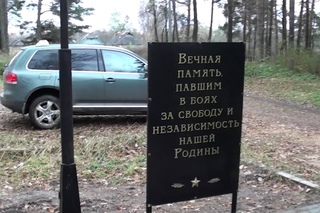 Вечная
память,
павшим
в боях
за свободу и
независимость
нашей
Родины